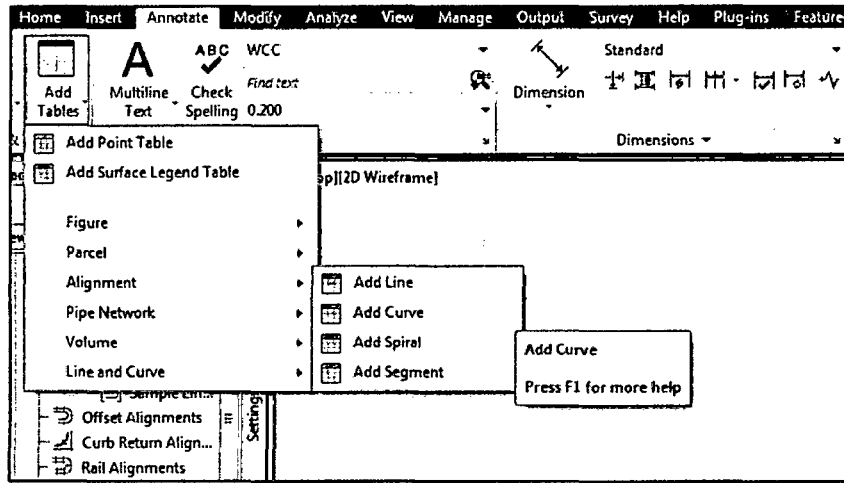 Home Insert Annotate Modify Analyze View Manage Output Survey Help Plug-ins Feature
Add Tables
Multiline Text
ABC
Check Spelling
WCC
Find text
0.200
Dimension
Standard
Dimensions
Add Point Table
Add Surface Legend Table
Figure
Parcel
Alignment
Pipe Network
Volume
Line and Curve
op][2D Wireframe]
Add Line
Add Curve
Add Spiral
Add Segment
Add Curve
Press F1 for more help
Offset Alignments
Curb Return Align...
Rail Alignments
Settings